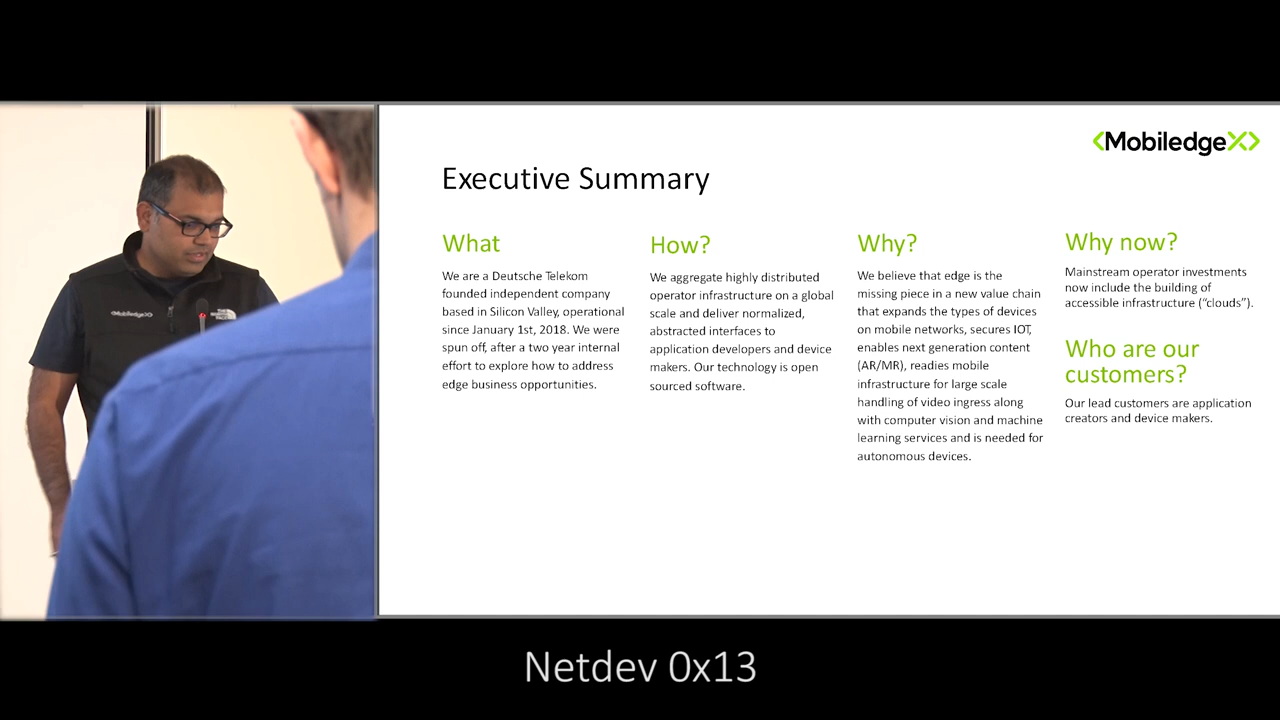 <MobiledgeX>
Executive Summary
What
We are a Deutsche Telekom
founded independent company
based in Silicon Valley, operational
since January 1st, 2018. We were
spun off, after a two year internal
effort to explore how to address
edge business opportunities.
How?
We aggregate highly distributed
operator infrastructure on a global
scale and deliver normalized,
abstracted interfaces to
application developers and device
makers. Our technology is open
sourced software.
Why?
We believe that edge is the
missing piece in a new value chain
that expands the types of devices
on mobile networks, secures IOT,
enables next generation content
(AR/MR), readies mobile
infrastructure for large scale
handling of video ingress along
with computer vision and machine
learning services and is needed for
autonomous devices.
Why now?
Mainstream operator investments
now include the building of
accessible infrastructure (“clouds”).
Who are our
customers?
Our lead customers are application
creators and device makers.
<MobiledgeX>
THE
NORTH
FACE
Netdev 0x13